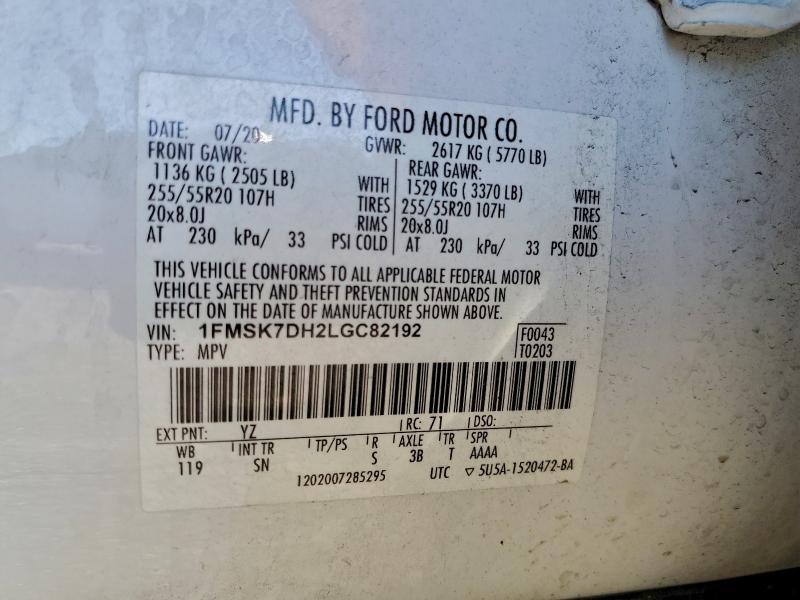 MFD. BY FORD MOTOR CO.
DATE: 07/20 GVWR: 2617 KG ( 5770 LB)
FRONT GAWR: REAR GAWR:
1136 KG ( 2505 LB) WITH 1529 KG ( 3370 LB) WITH
255/55R20 107H TIRES 255/55R20 107H TIRES
20x8.0J RIMS 20x8.0J RIMS
AT 230 kPa/ 33 PSI COLD AT 230 kPa/ 33 PSI COLD
THIS VEHICLE CONFORMS TO ALL APPLICABLE FEDERAL MOTOR
VEHICLE SAFETY AND THEFT PREVENTION STANDARDS IN
EFFECT ON THE DATE OF MANUFACTURE SHOWN ABOVE.
VIN: 1FMSK7DH2LGC82192 F0043
TYPE: MPV T0203
EXT PNT: YZ RC: 71 DSO:
WB INT TR TP/PS R AXLE TR SPR
119 SN S 3B T AAAA
1202007285295 UTC ▽ 5U5A-1520472-BA